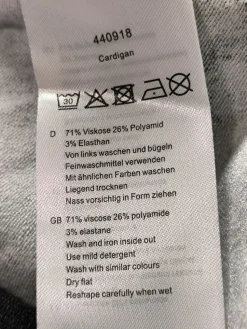 440918
Cardigan
30
D 71% Viskose 26% Polyamid
3% Elasthan
Von links waschen und bügeln
Feinwaschmittel verwenden
Mit ähnlichen Farben waschen
Liegend trocknen
Nass vorsichtig in Form ziehen
GB 71% viscose 26% polyamide
3% elastane
Wash and iron inside out
Use mild detergent
Wash with similar colours
Dry flat
Reshape carefully when wet